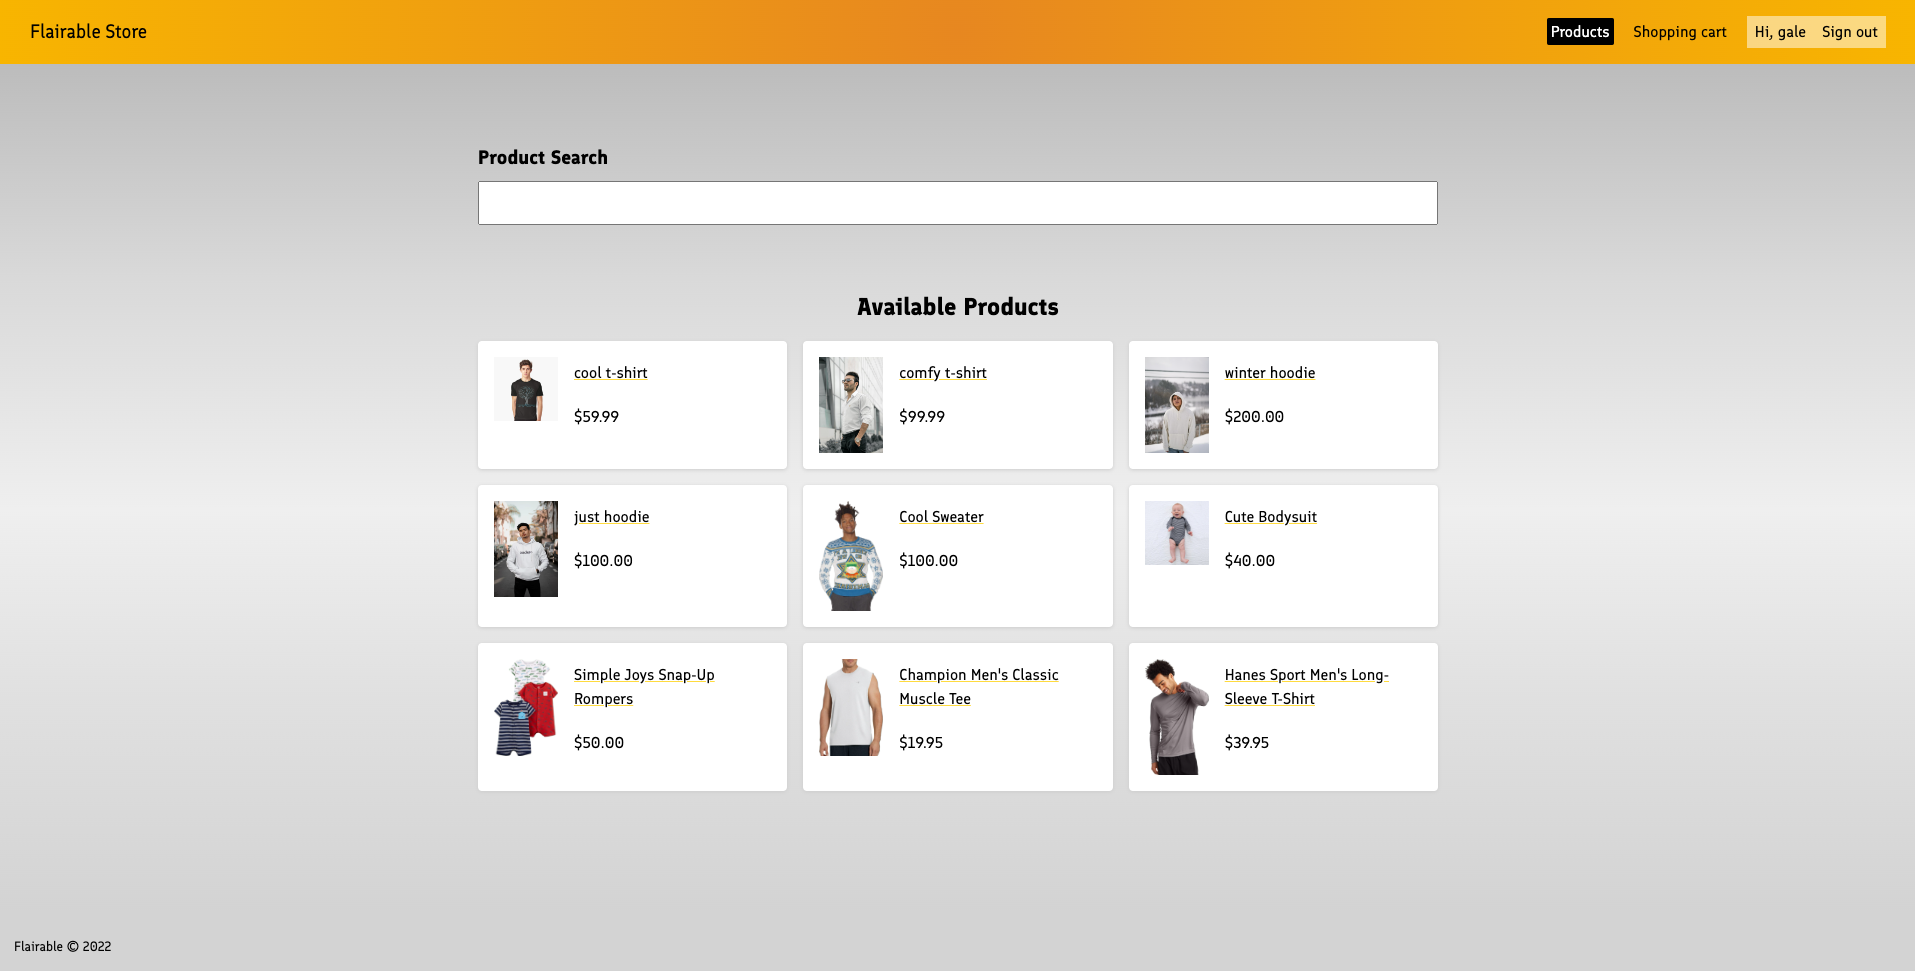 Flairable Store
Products
Shopping cart
Hi, gale
Sign out
Product Search
Available Products
cool t-shirt
$59.99
comfy t-shirt
$99.99
winter hoodie
$200.00
just hoodie
$100.00
Cool Sweater
$100.00
Cute Bodysuit
$40.00
Simple Joys Snap-Up
Rompers
$50.00
Champion Men's Classic
Muscle Tee
$19.95
Hanes Sport Men's Long-
Sleeve T-Shirt
$39.95
Flairable © 2022